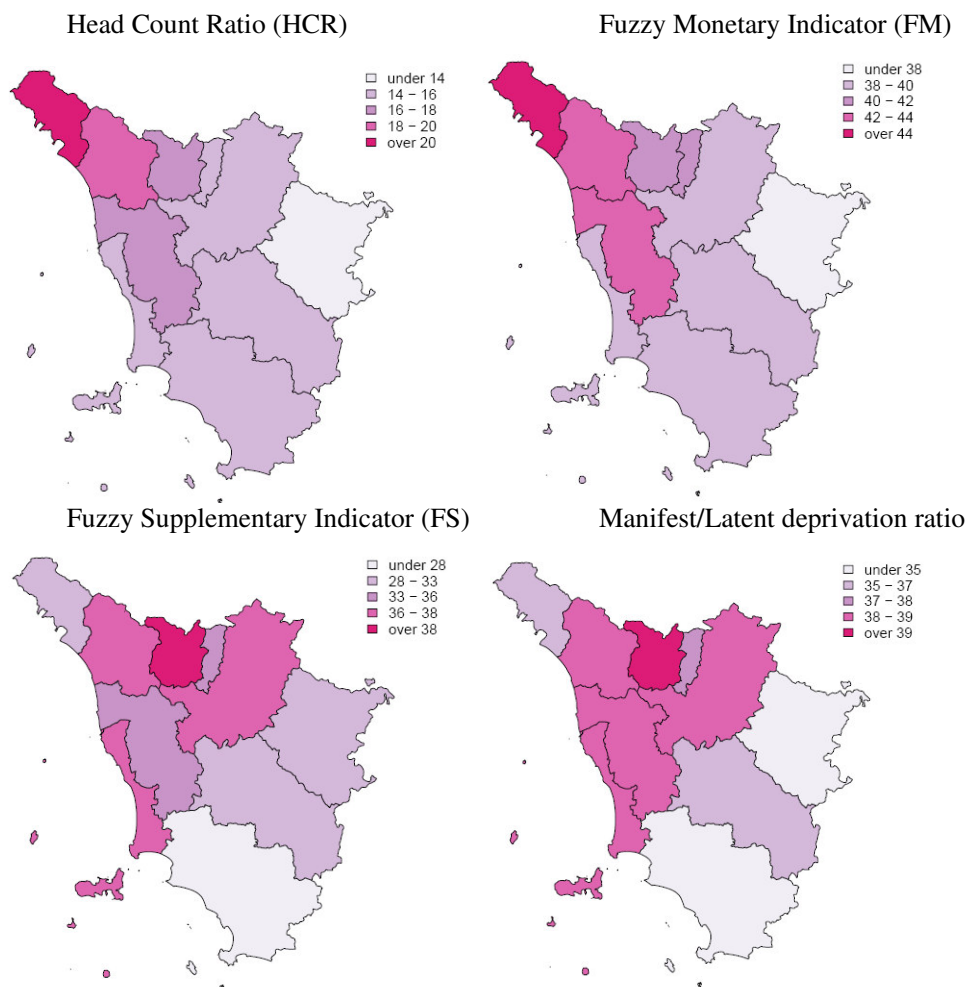 Head Count Ratio (HCR)
under 14
14 – 16
16 – 18
18 – 20
over 20
Fuzzy Monetary Indicator (FM)
under 38
38 – 40
40 – 42
42 – 44
over 44
Fuzzy Supplementary Indicator (FS)
under 28
28 – 33
33 – 36
36 – 38
over 38
Manifest/Latent deprivation ratio
under 35
35 – 37
37 – 38
38 – 39
over 39